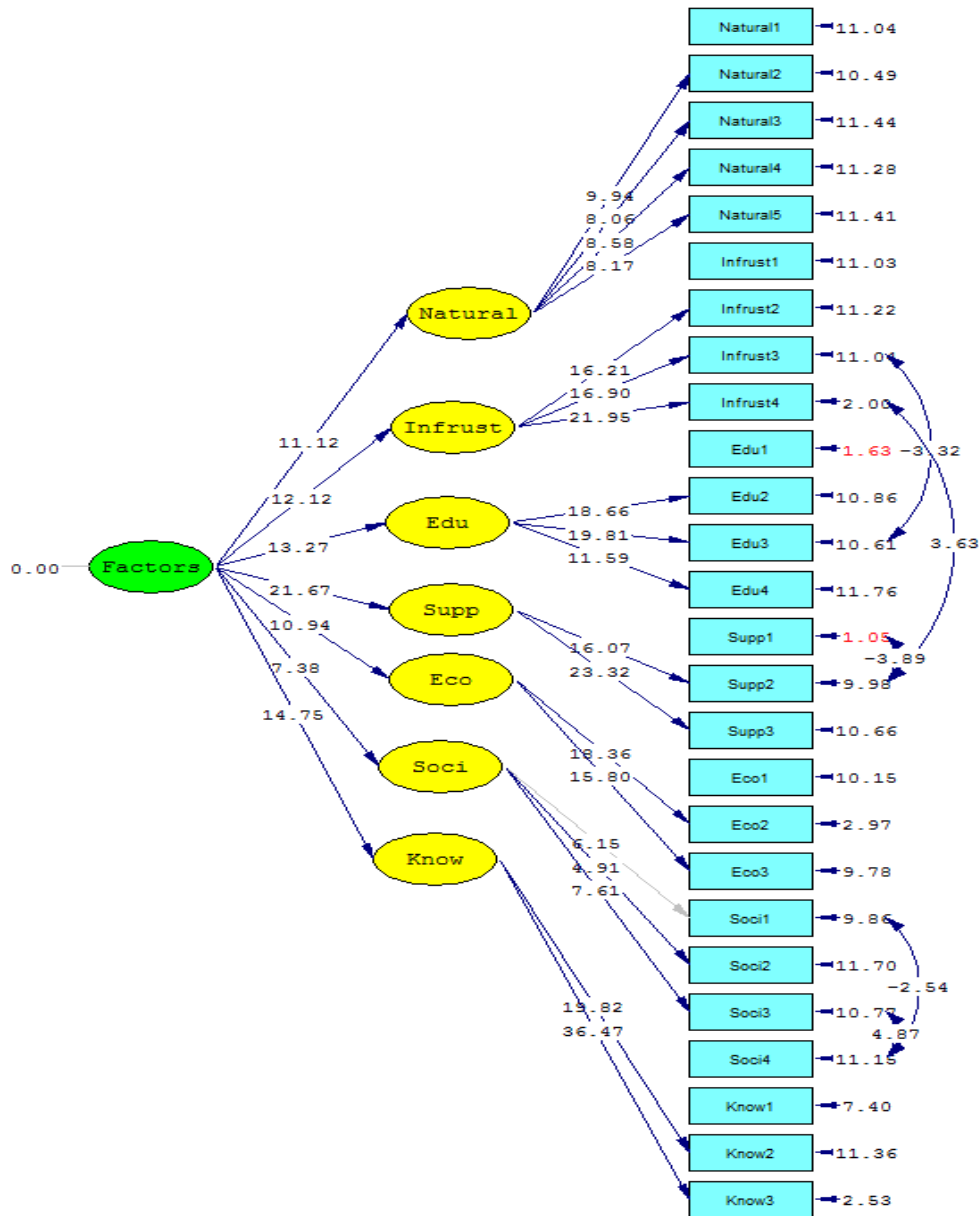 Natural1 11.04
Natural2 10.49
Natural3 11.44
Natural4 11.28
9.94
8.06
Natural5 11.41
8.58
8.17
Infrust1 11.03
Natural
Infrust2 11.22
Infrust3 11.04
16.21
16.90
Infrust4 2.00
21.95
Infrust
11.12
Edu1 1.63 -3.32
12.12
Edu2 10.86
18.66
Edu
19.81
Edu3 10.61
3.63
13.27
11.59
0.00 Factors
21.67
Edu4 11.76
Supp
10.94
Supp1 1.05
16.07
-3.89
7.38
23.32
Eco
Supp2 9.98
14.75
Supp3 10.66
18.36
Soci
Eco1 10.15
15.80
Eco2 2.97
6.15
Know
4.91
Eco3 9.78
7.61
Soci1 9.86
Soci2 11.70
-2.54
19.82
Soci3 10.77
36.47
4.87
Soci4 11.15
Know1 7.40
Know2 11.36
Know3 2.53